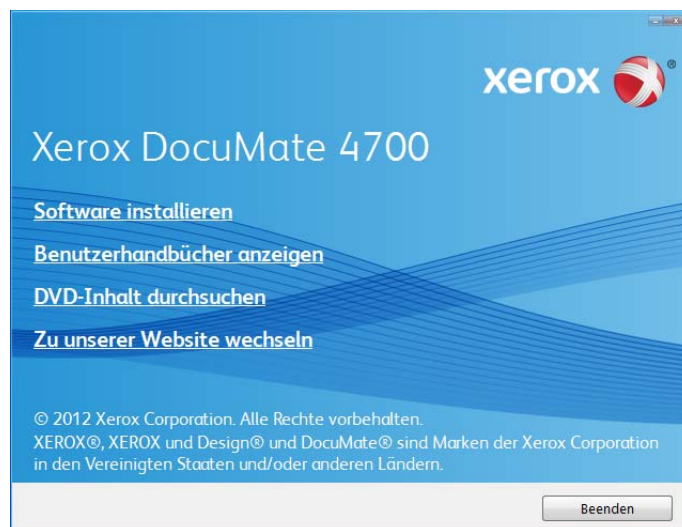 xerox ®
Xerox DocuMate 4700
Software installieren
Benutzerhandbücher anzeigen
DVD-Inhalt durchsuchen
Zu unserer Website wechseln
© 2012 Xerox Corporation. Alle Rechte vorbehalten.
XEROX®, XEROX und Design® und DocuMate® sind Marken der Xerox Corporation
in den Vereinigten Staaten und/oder anderen Ländern.
Beenden